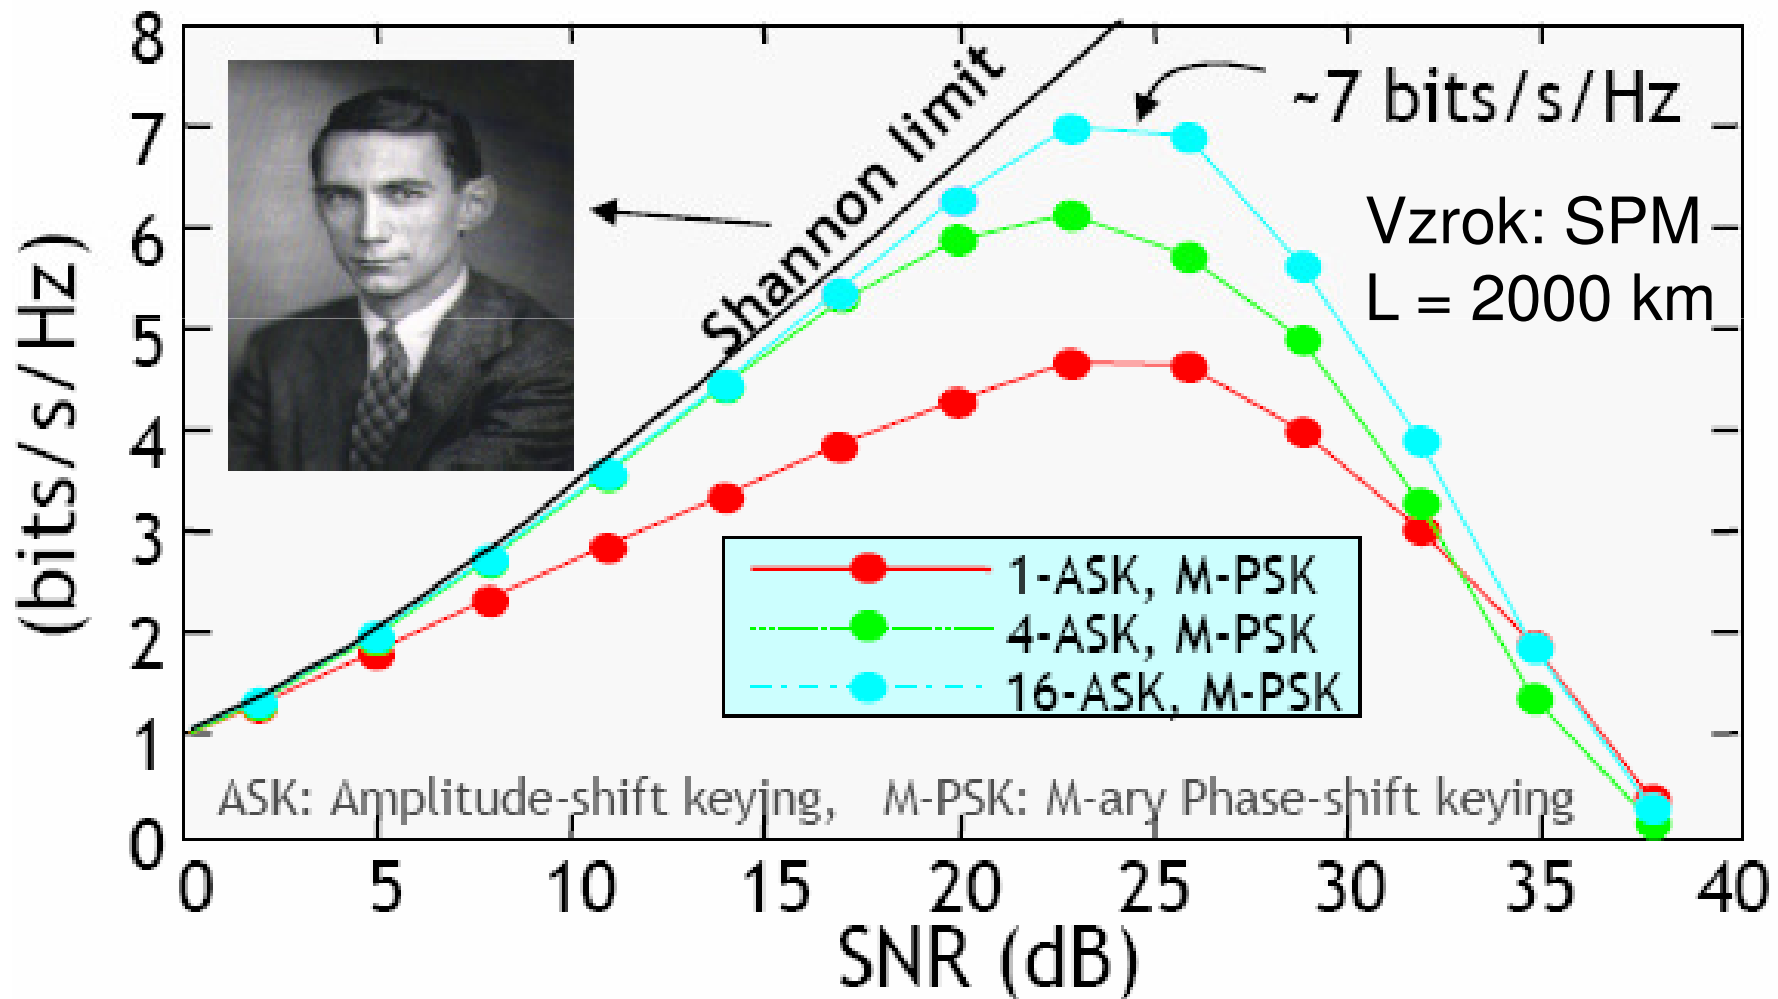 8
7
6
5
4
3
2
1
0
(bits/s/Hz)
Shannon limit
~7 bits/s/Hz
Vzrok: SPM
L = 2000 km
1-ASK, M-PSK
4-ASK, M-PSK
16-ASK, M-PSK
ASK: Amplitude-shift keying, M-PSK: M-ary Phase-shift keying
0 5 10 15 20 25 30 35 40
SNR (dB)